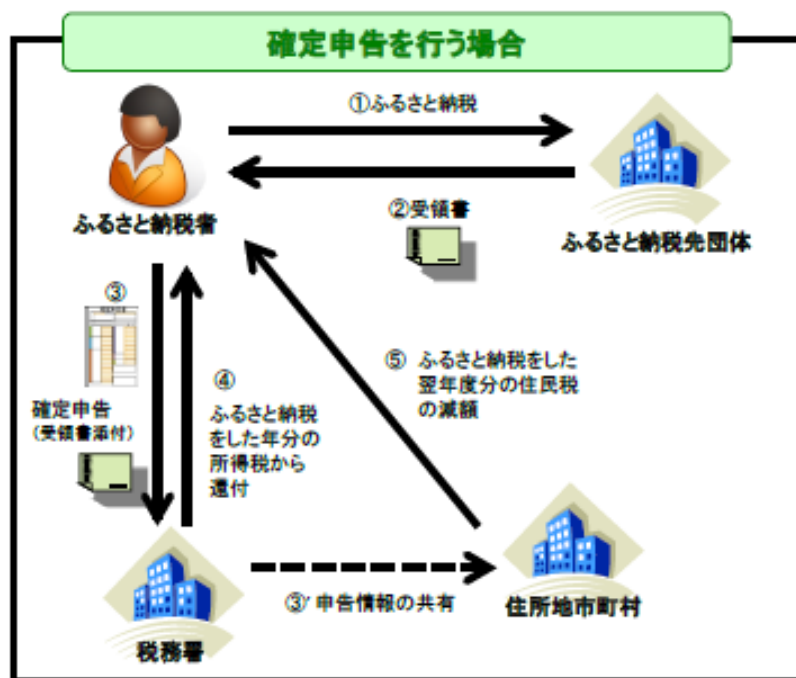 確定申告を行う場合
①ふるさと納税
ふるさと納税者
②受領書
ふるさと納税先団体
③
確定申告
(受領書添付)
④
ふるさと納税
をした年分の
所得税から
還付
⑤ ふるさと納税をした
翌年度分の住民税
の減額
③’申告情報の共有
税務署
住所地市町村